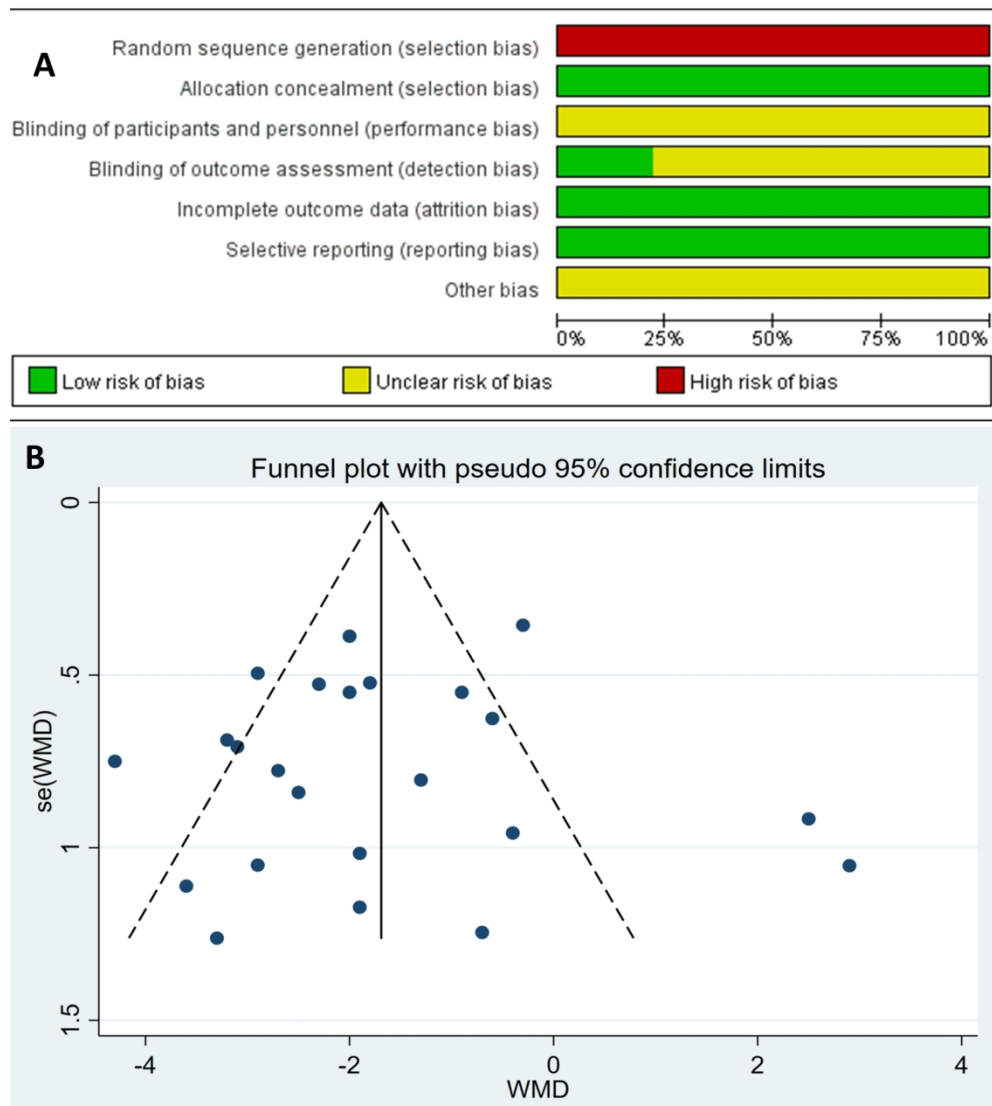 A
Random sequence generation (selection bias)
Allocation concealment (selection bias)
Blinding of participants and personnel (performance bias)
Blinding of outcome assessment (detection bias)
Incomplete outcome data (attrition bias)
Selective reporting (reporting bias)
Other bias
0% 25% 50% 75% 100%
Low risk of bias Unclear risk of bias High risk of bias
B
Funnel plot with pseudo 95% confidence limits
se(WMD)
0
.5
1
1.5
-4 -2 0 2 4
WMD